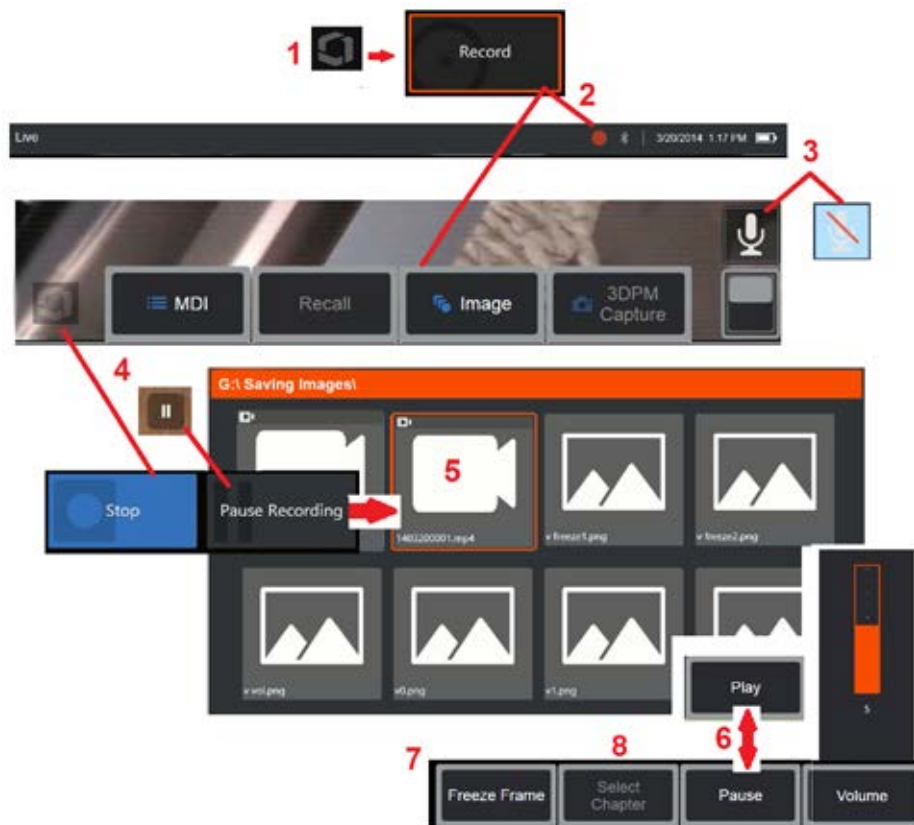 1
Record
2
Live
3/20/2014 1.17 PM
3
MDI
Recall
Image
3DPM
Capture
4
G:\ Saving Images\
5
Stop
Pause Recording
1403200001.mp4
v freeze1.png
v freeze2.png
v vol.png
v0.png
v1.png
Play
5
6
7
8
Freeze Frame
Select
Chapter
Pause
Volume